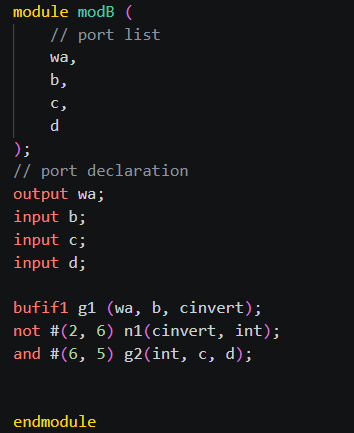 module modB (
// port list
wa,
b,
c,
d
);
// port declaration
output wa;
input b;
input c;
input d;
bufif1 g1 (wa, b, cinvert);
not #(2, 6) n1(cinvert, int);
and #(6, 5) g2(int, c, d);
endmodule